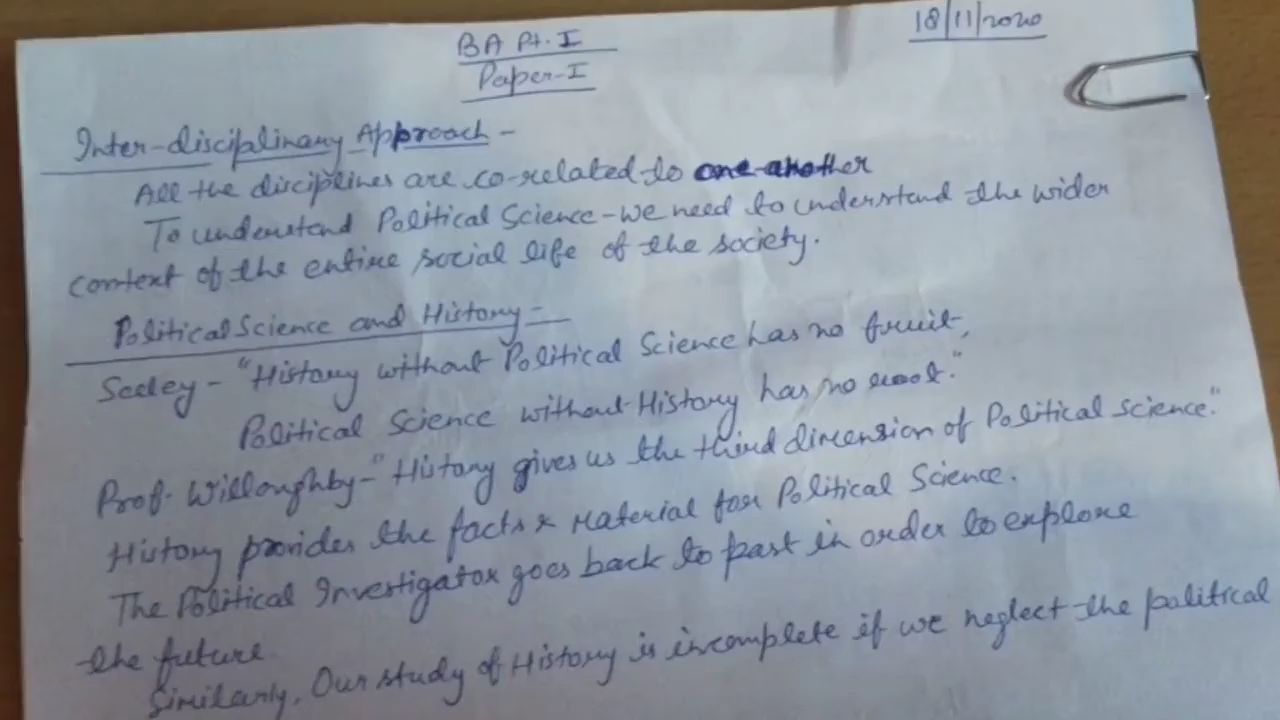 BA Pt. I
18/11/2020
Paper-I
Inter-disciplinary Approach -
All the disciplines are co-related to one another
To understand Political Science - we need to understand the wider
context of the entire social life of the society.
Political Science and History -
Seeley - "History without Political Science has no fruit,
Political Science without History has no root."
Prof. Willoughby - "History gives us the third dimension of Political Science."
History provides the facts & material for Political Science.
The Political Investigator goes back to past in order to explore
the future.
Similarly, Our study of History is incomplete if we neglect the political